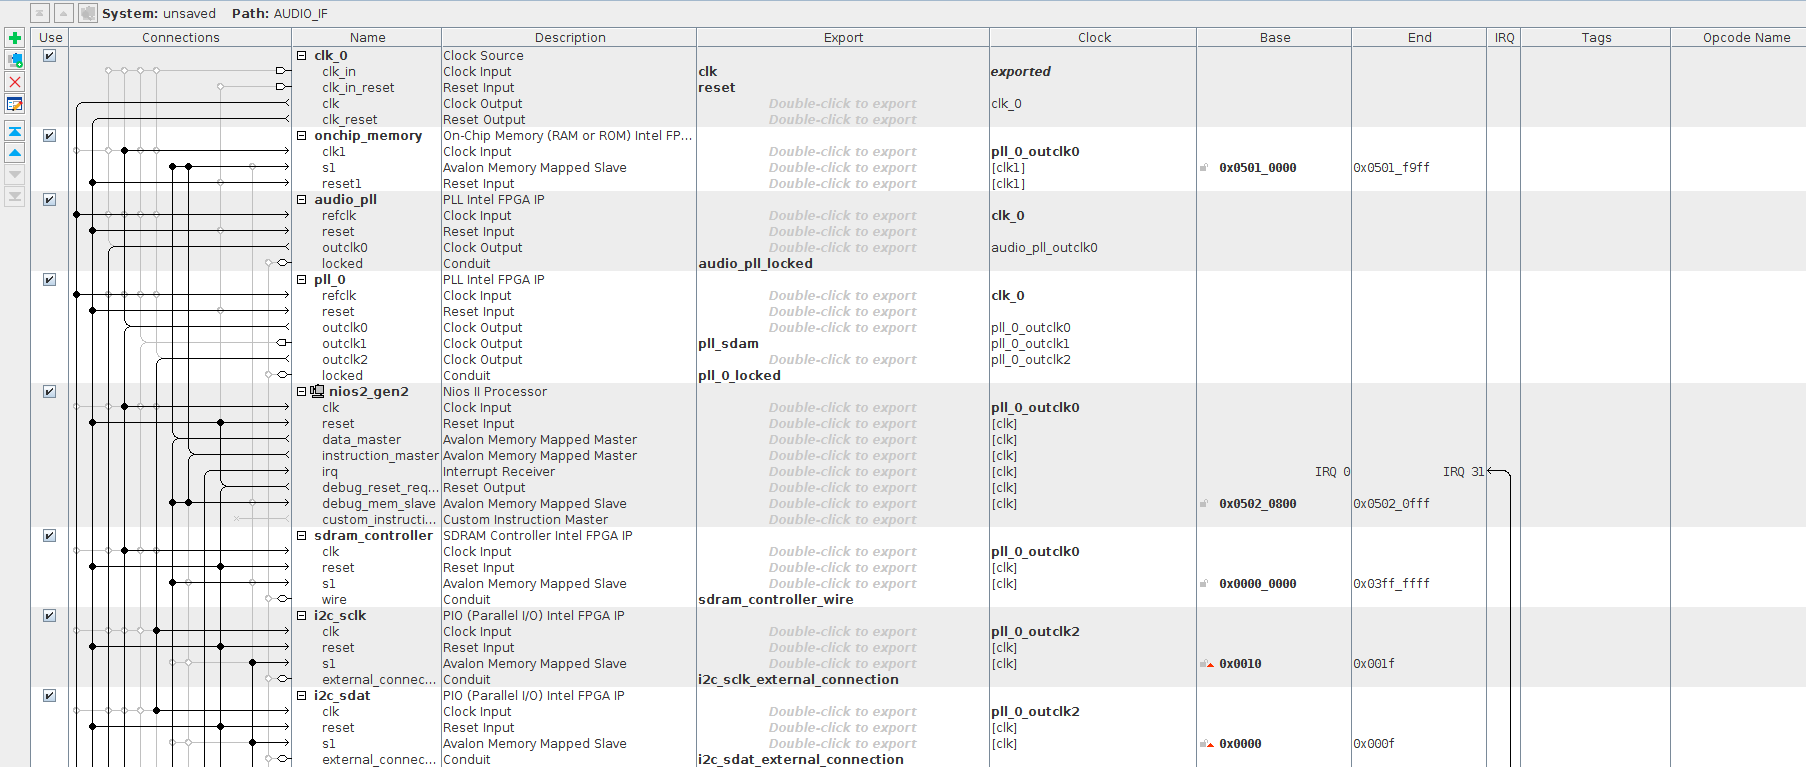 System: unsaved Path: AUDIO_IF
Use Connections Name Description Export Clock Base End IRQ Tags Opcode Name
clk_0 Clock Source
clk_in Clock Input clk exported
clk_in_reset Reset Input reset
clk Clock Output Double-click to export clk_0
clk_reset Reset Output Double-click to export
onchip_memory On-Chip Memory (RAM or ROM) Intel FP...
clk1 Clock Input Double-click to export pll_0_outclk0
s1 Avalon Memory Mapped Slave Double-click to export [clk1] 0x0501_0000 0x0501_f9ff
reset1 Reset Input Double-click to export [clk1]
audio_pll PLL Intel FPGA IP
refclk Clock Input Double-click to export clk_0
reset Reset Input Double-click to export
outclk0 Clock Output Double-click to export audio_pll_outclk0
locked Conduit audio_pll_locked
pll_0 PLL Intel FPGA IP
refclk Clock Input Double-click to export clk_0
reset Reset Input Double-click to export
outclk0 Clock Output Double-click to export pll_0_outclk0
outclk1 Clock Output pll_sdam pll_0_outclk1
outclk2 Clock Output Double-click to export pll_0_outclk2
locked Conduit pll_0_locked
nios2_gen2 Nios II Processor
clk Clock Input Double-click to export pll_0_outclk0
reset Reset Input Double-click to export [clk]
data_master Avalon Memory Mapped Master Double-click to export [clk]
instruction_master Avalon Memory Mapped Master Double-click to export [clk]
irq Interrupt Receiver Double-click to export [clk] IRQ 0 IRQ 31
debug_reset_req... Reset Output Double-click to export [clk]
debug_mem_slave Avalon Memory Mapped Slave Double-click to export [clk] 0x0502_0800 0x0502_0fff
custom_instructi... Custom Instruction Master Double-click to export
sdram_controller SDRAM Controller Intel FPGA IP
clk Clock Input Double-click to export pll_0_outclk0
reset Reset Input Double-click to export [clk]
s1 Avalon Memory Mapped Slave Double-click to export [clk] 0x0000_0000 0x03ff_ffff
wire Conduit sdram_controller_wire
i2c_sclk PIO (Parallel I/O) Intel FPGA IP
clk Clock Input Double-click to export pll_0_outclk2
reset Reset Input Double-click to export [clk]
s1 Avalon Memory Mapped Slave Double-click to export [clk] 0x0010 0x001f
external_connec... Conduit i2c_sclk_external_connection
i2c_sdat PIO (Parallel I/O) Intel FPGA IP
clk Clock Input Double-click to export pll_0_outclk2
reset Reset Input Double-click to export [clk]
s1 Avalon Memory Mapped Slave Double-click to export [clk] 0x0000 0x000f
external_connec... Conduit i2c_sdat_external_connection